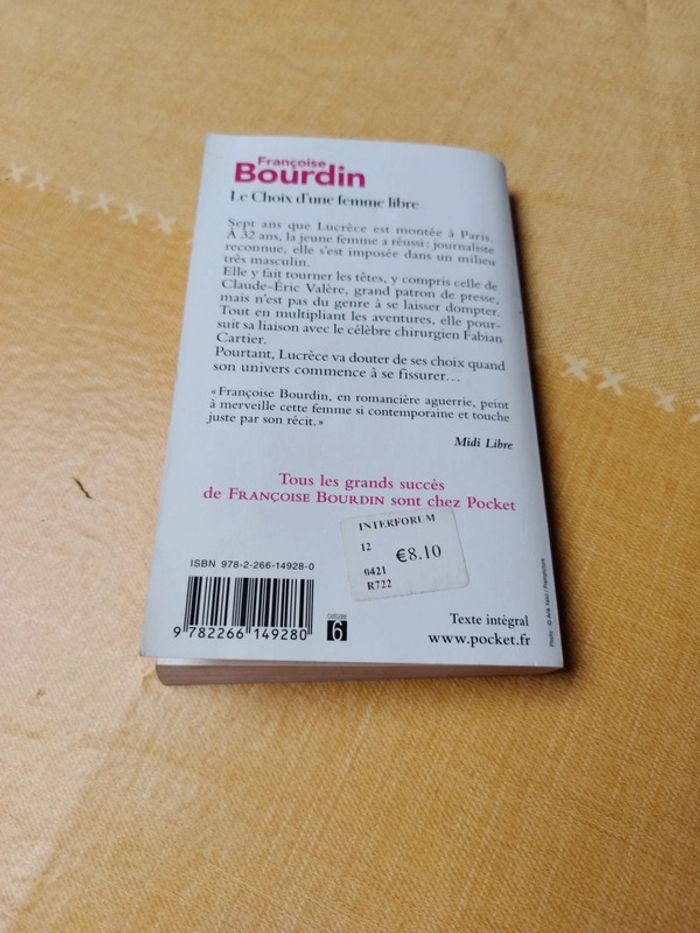 Françoise
Bourdin
Le Choix d'une femme libre
Sept ans que Lucrèce est montée à Paris.
À 32 ans, la jeune femme a réussi : journaliste
reconnue, elle s'est imposée dans un milieu
très masculin.
Elle y fait tourner les têtes, y compris celle de
Claude-Éric Valère, grand patron de presse,
mais n'est pas du genre à se laisser dompter.
Tout en multipliant les aventures, elle pour-
suit sa liaison avec le célèbre chirurgien Fabian
Cartier.
Pourtant, Lucrèce va douter de ses choix quand
son univers commence à se fissurer…
« Françoise Bourdin, en romancière aguerrie, peint
à merveille cette femme si contemporaine et touche
juste par son récit. »
Midi Libre
Tous les grands succès
de FRANÇOISE BOURDIN sont chez Pocket
INTERFORUM
12
€8.10
6421
R722
ISBN 978-2-266-14928-0
9 782266 149280
6
Texte intégral
www.pocket.fr